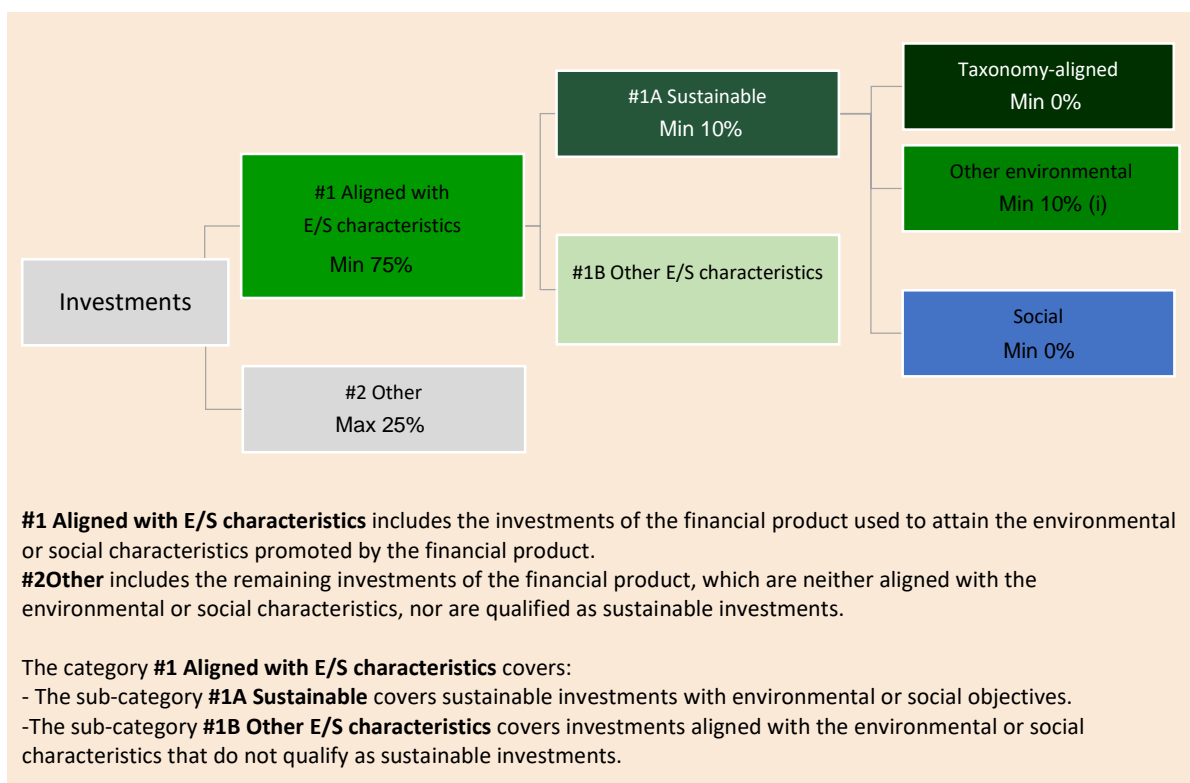 Taxonomy-aligned
Min 0%
#1A Sustainable
Min 10%
Other environmental
Min 10% (i)
#1 Aligned with
E/S characteristics
Min 75%
#1B Other E/S characteristics
Investments
Social
Min 0%
#2 Other
Max 25%
#1 Aligned with E/S characteristics includes the investments of the financial product used to attain the environmental
or social characteristics promoted by the financial product.
#2Other includes the remaining investments of the financial product, which are neither aligned with the
environmental or social characteristics, nor are qualified as sustainable investments.
The category #1 Aligned with E/S characteristics covers:
- The sub-category #1A Sustainable covers sustainable investments with environmental or social objectives.
-The sub-category #1B Other E/S characteristics covers investments aligned with the environmental or social
characteristics that do not qualify as sustainable investments.